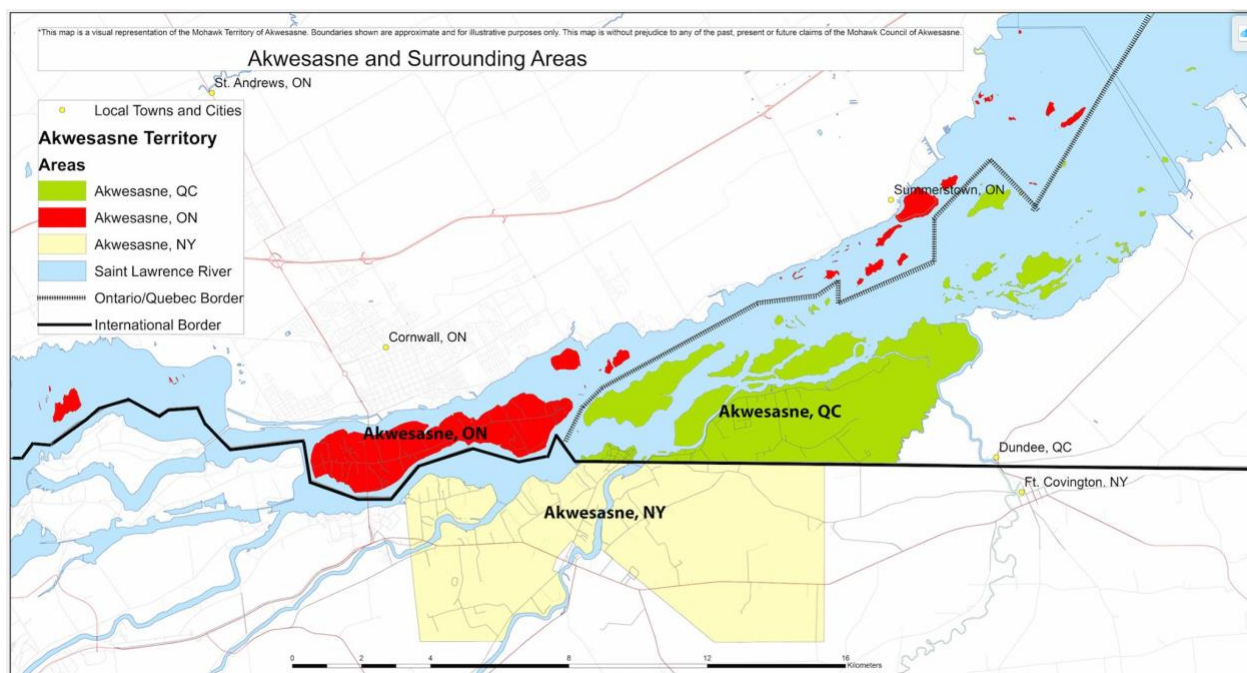 *This map is a visual representation of the Mohawk Territory of Akwesasne. Boundaries shown are approximate and for illustrative purposes only. This map is without prejudice to any of the past, present or future claims of the Mohawk Council of Akwesasne.
Akwesasne and Surrounding Areas
St. Andrews, ON
Local Towns and Cities
Akwesasne Territory
Areas
Akwesasne, QC
Akwesasne, ON
Akwesasne, NY
Saint Lawrence River
Ontario/Quebec Border
International Border
Summerstown, ON
Cornwall, ON
Akwesasne, QC
Akwesasne, ON
Dundee, QC
Ft. Covington. NY
Akwesasne, NY
0 2 4 8 12 16
Kilometers